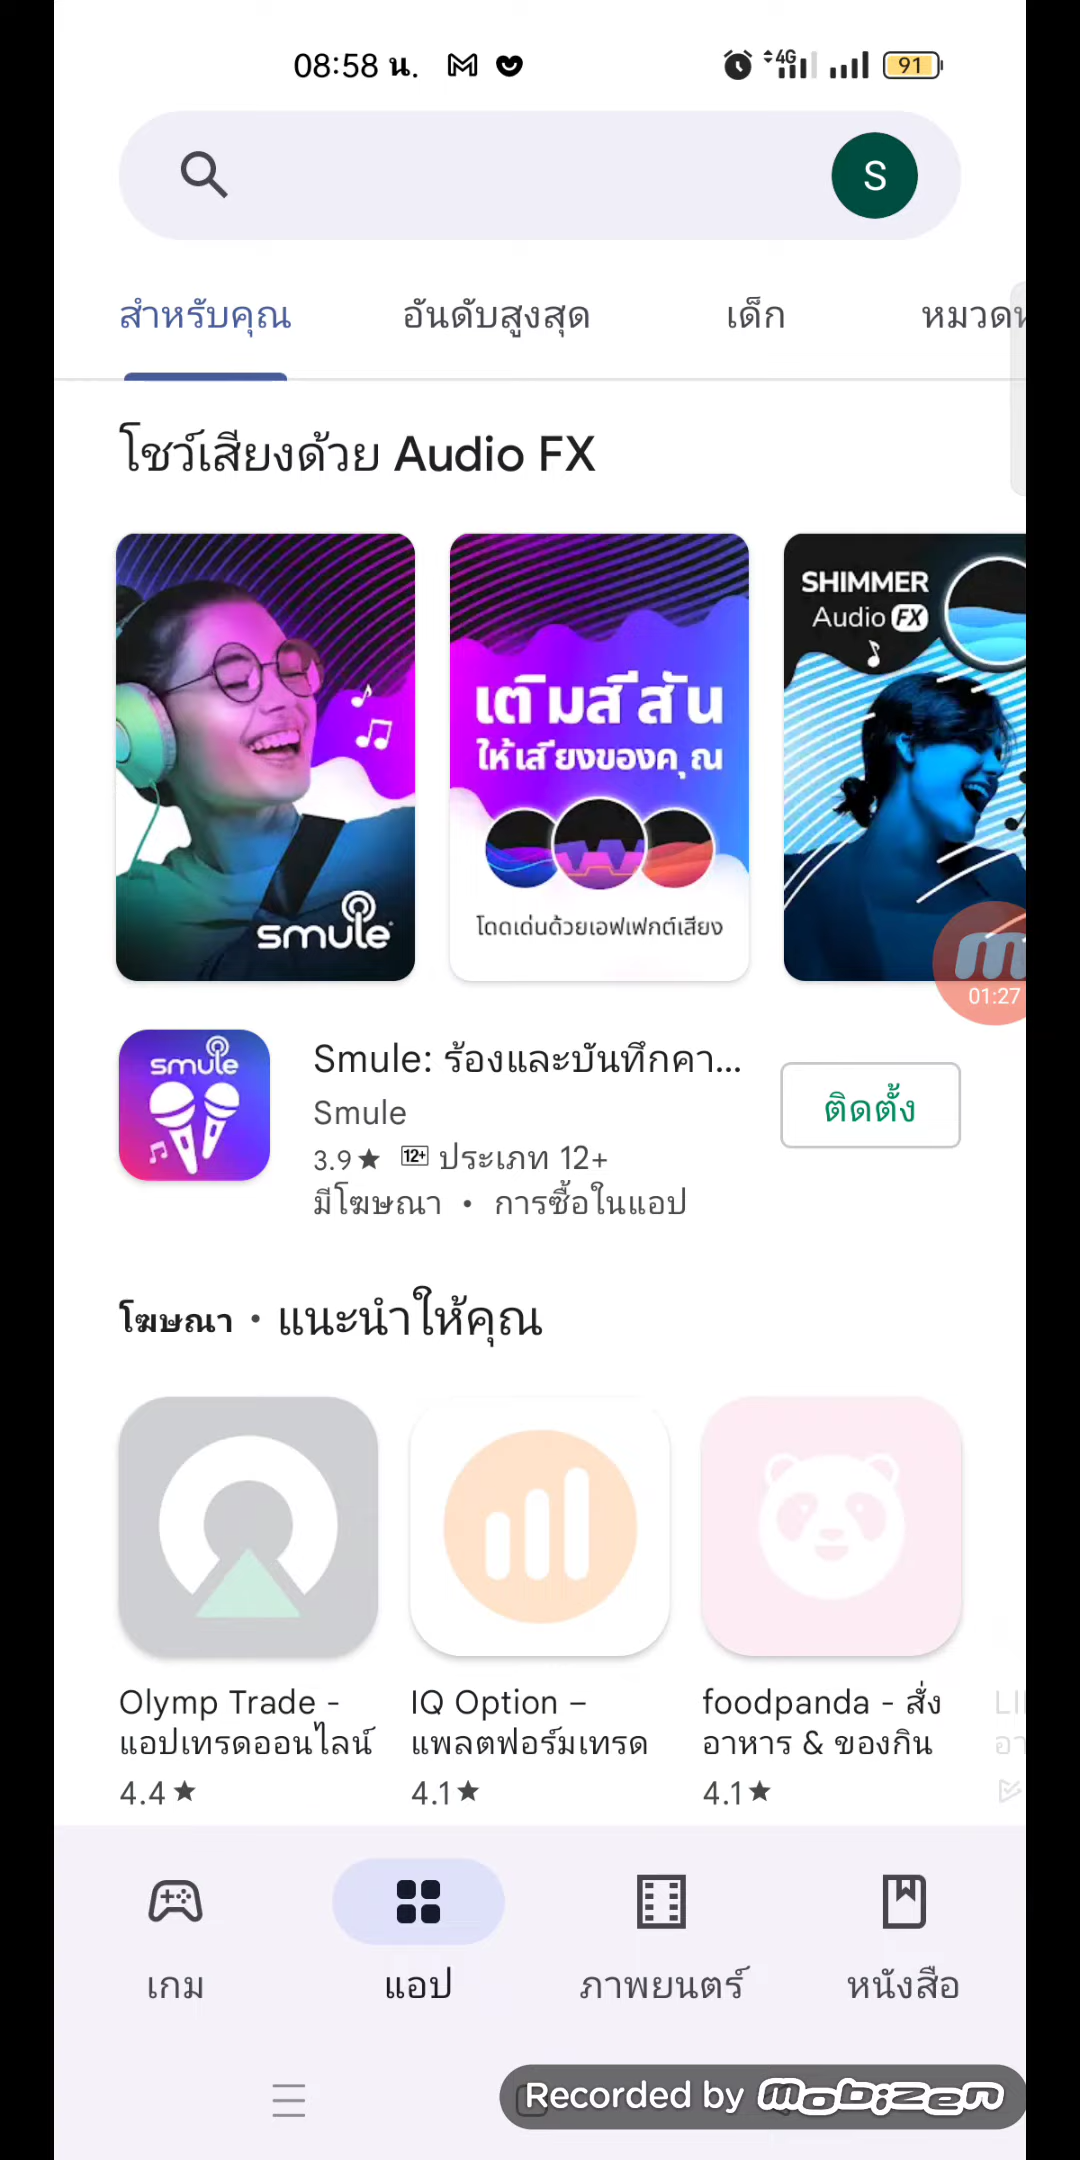 08:58 น.
4G
91
S
สำหรับคุณ
อันดับสูงสุด
เด็ก
โชว์เสียงด้วย Audio FX
smule
เติมสีสัน
ให้เสียงของคุณ
โดดเด่นด้วยเอฟเฟกต์เสียง
SHIMMER
Audio FX
m
01:27
smule
Smule: ร้องและบันทึกคา...
Smule
3.9 ★ 12+ ประเภท 12+
มีโฆษณา • การซื้อในแอป
ติดตั้ง
โฆษณา • แนะนำให้คุณ
Olymp Trade -
แอปเทรดออนไลน์
4.4 ★
IQ Option –
แพลตฟอร์มเทรด
4.1 ★
foodpanda - สั่ง
อาหาร & ของกิน
4.1 ★
เกม
แอป
ภาพยนตร์
หนังสือ
Recorded by mobizen